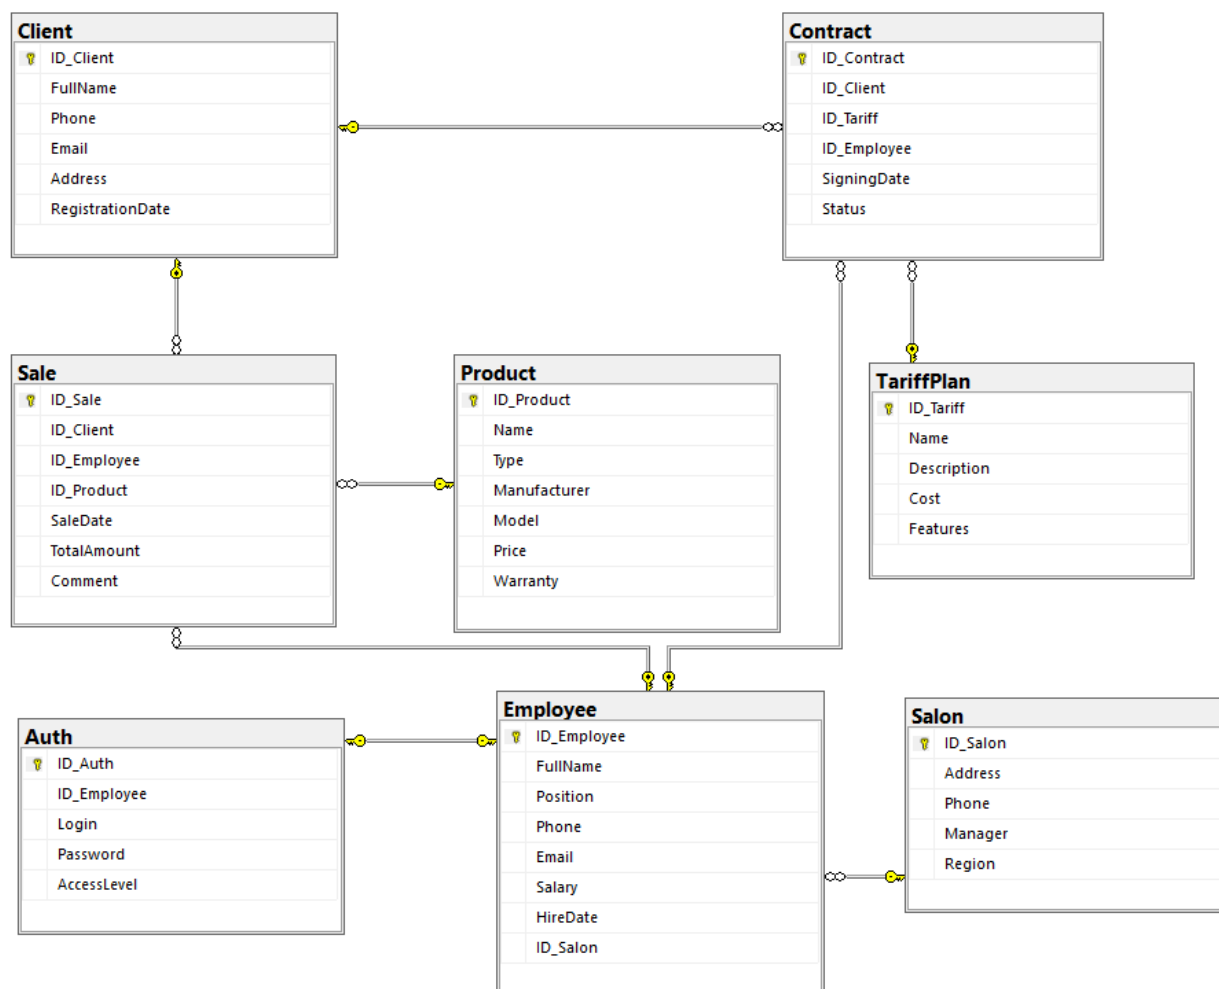 Client
ID_Client
FullName
Phone
Email
Address
RegistrationDate
Contract
ID_Contract
ID_Client
ID_Tariff
ID_Employee
SigningDate
Status
Sale
ID_Sale
ID_Client
ID_Employee
ID_Product
SaleDate
TotalAmount
Comment
Product
ID_Product
Name
Type
Manufacturer
Model
Price
Warranty
TariffPlan
ID_Tariff
Name
Description
Cost
Features
Auth
ID_Auth
ID_Employee
Login
Password
AccessLevel
Employee
ID_Employee
FullName
Position
Phone
Email
Salary
HireDate
ID_Salon
Salon
ID_Salon
Address
Phone
Manager
Region